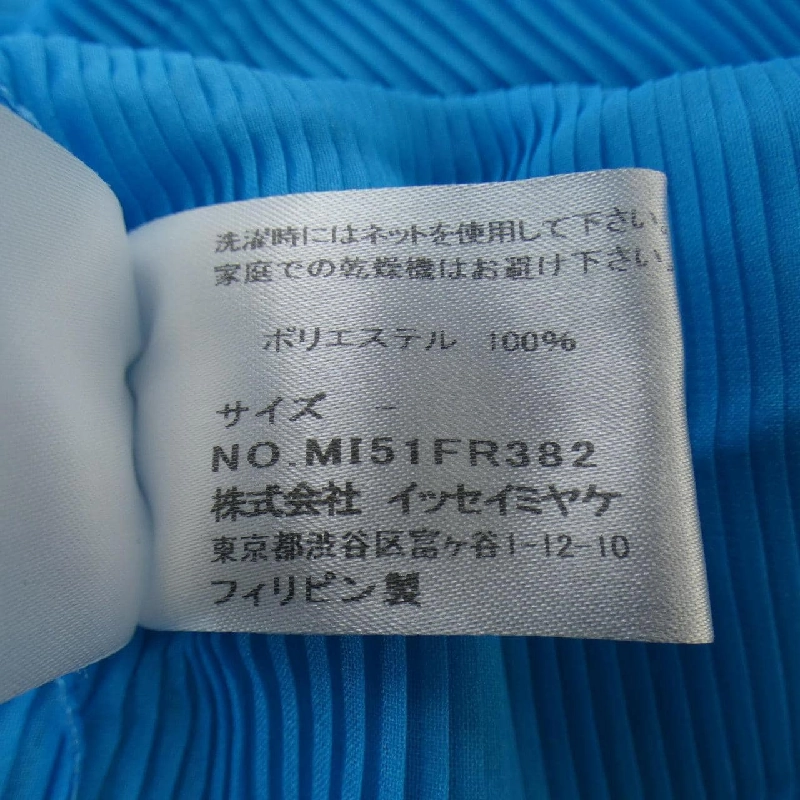 洗濯時にはネットを使用して下さい。
家庭での乾燥機はお避け下さい。
ポリエステル 100%
サイズ -
NO.MI51FR382
株式会社 イッセイミヤケ
東京都渋谷区富ヶ谷1-12-10
フィリピン製